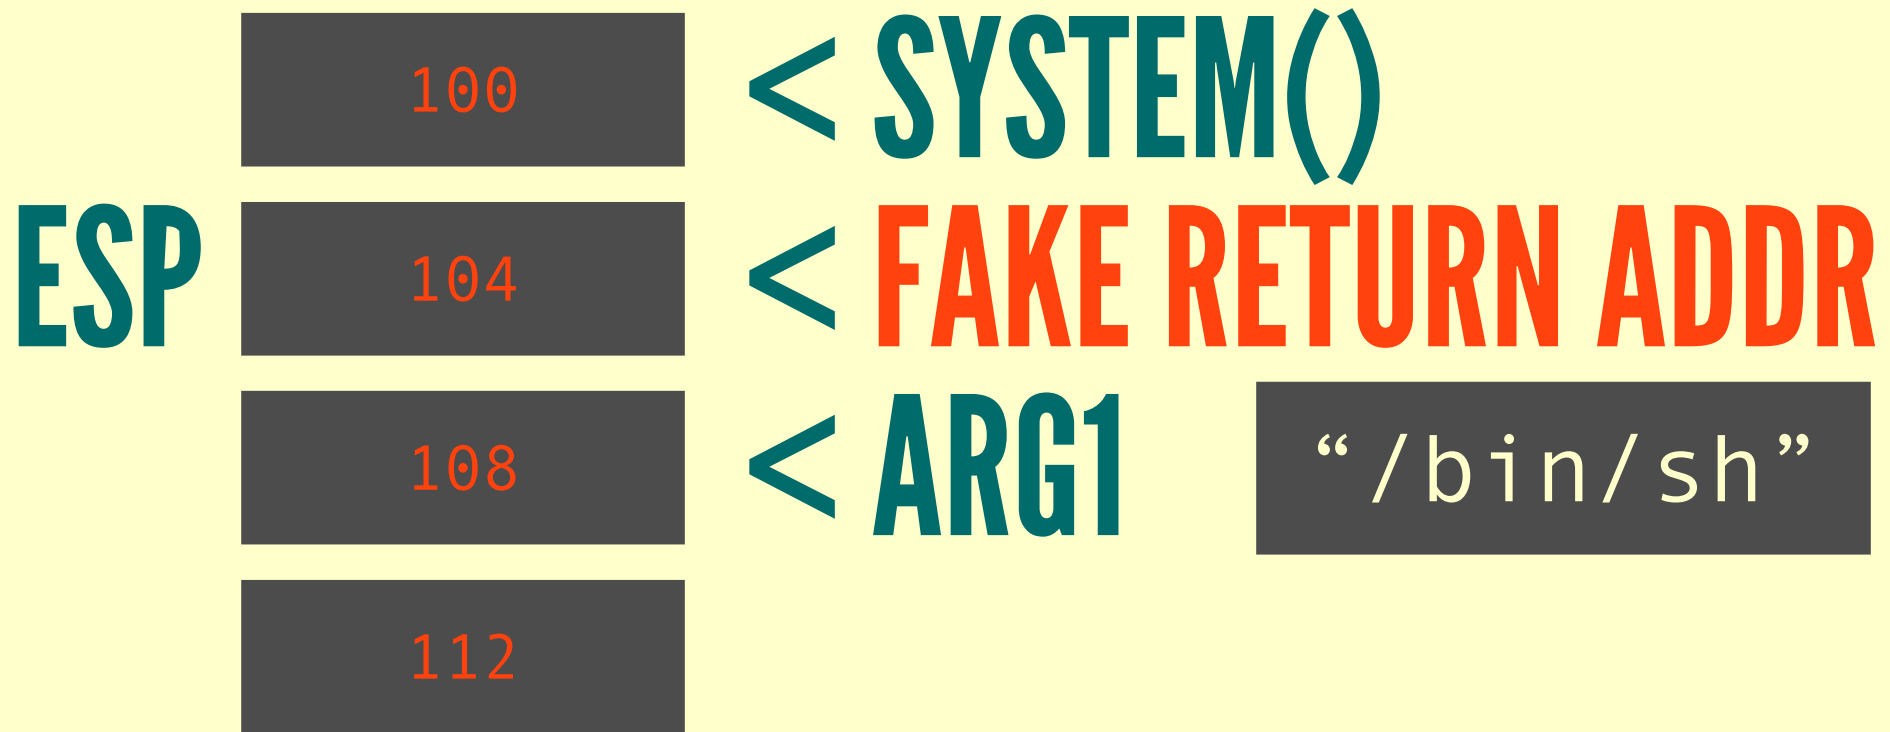 100 < SYSTEM()
ESP 104 < FAKE RETURN ADDR
108 < ARG1 “/bin/sh”
112